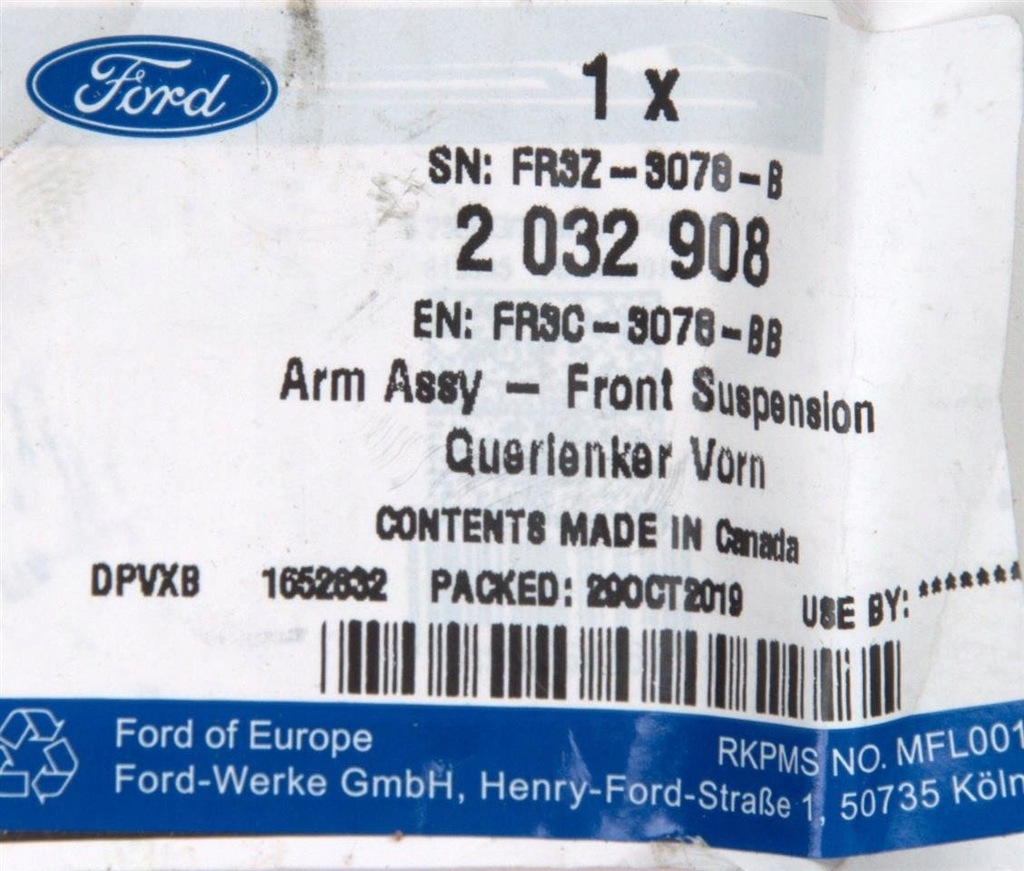 Ford
1 x
SN: FR3Z-3078-B
2 032 908
EN: FR3C-3078-BB
Arm Assy - Front Suspension
Querlenker Vorn
CONTENTS MADE IN Canada
DPVXB 1652832 PACKED: 29OCT2019 USE BY: *******
Ford of Europe RKPMS NO. MFL001
Ford-Werke GmbH, Henry-Ford-Straße 1, 50735 Köln